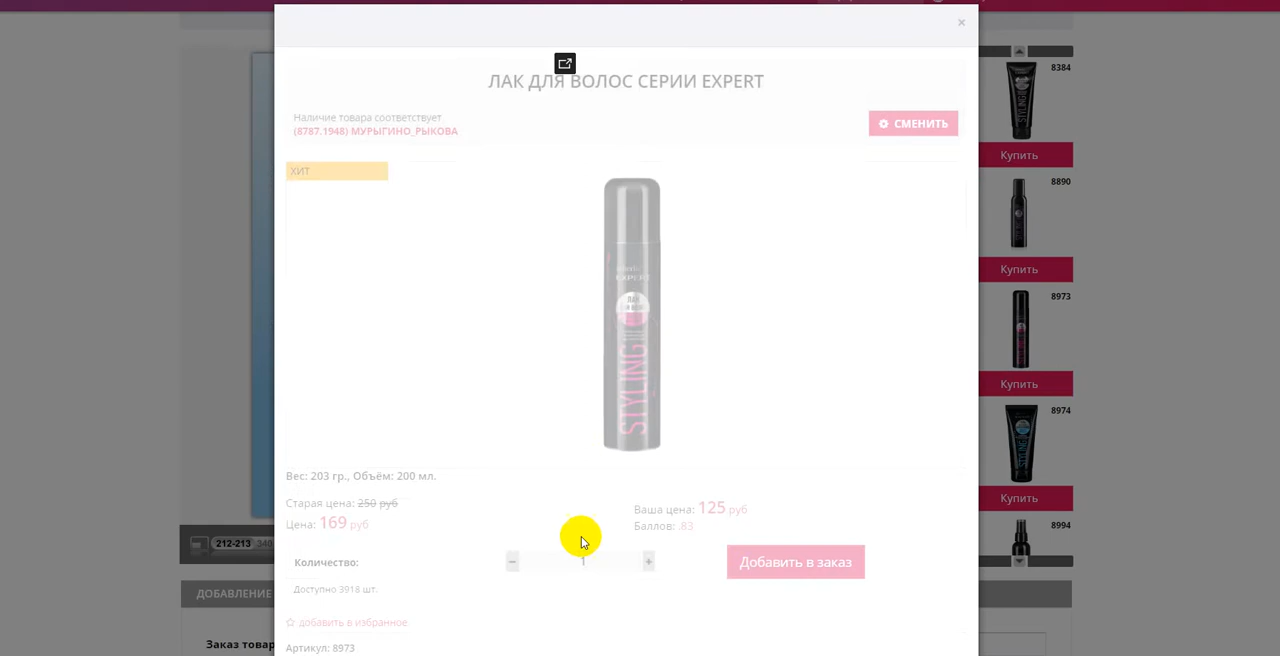 ×
ЛАК ДЛЯ ВОЛОС СЕРИИ EXPERT
Наличие товара соответствует
(8787.1948) МУРЫГИНО_РЫКОВА
СМЕНИТЬ
ХИТ
EXPERT
ЛАК
STYLING
Вес: 203 гр., Объём: 200 мл.
Старая цена: 250 руб
Цена: 169 руб
Ваша цена: 125 руб
Баллов: .83
Количество:
− 1 +
Добавить в заказ
Доступно 3918 шт.
добавить в избранное
Артикул: 8973
8384
STYLING
Купить
8890
Купить
8973
Купить
8974
Купить
8994
212-213 340
ДОБАВЛЕНИЕ
Заказ товар